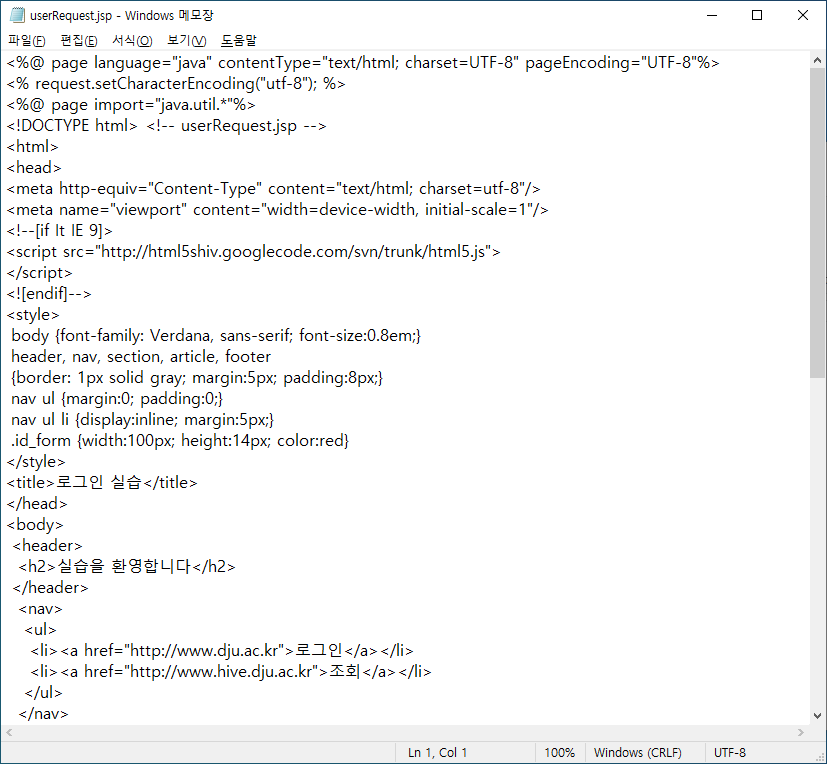 userRequest.jsp - Windows 메모장
파일(F) 편집(E) 서식(O) 보기(V) 도움말
<%@ page language="java" contentType="text/html; charset=UTF-8" pageEncoding="UTF-8"%>
<% request.setCharacterEncoding("utf-8"); %>
<%@ page import="java.util.*"%>
<!DOCTYPE html> <!-- userRequest.jsp -->
<html>
<head>
<meta http-equiv="Content-Type" content="text/html; charset=utf-8"/>
<meta name="viewport" content="width=device-width, initial-scale=1"/>
<!--[if lt IE 9]>
<script src="http://html5shiv.googlecode.com/svn/trunk/html5.js">
</script>
<![endif]-->
<style>
 body {font-family: Verdana, sans-serif; font-size:0.8em;}
 header, nav, section, article, footer
 {border: 1px solid gray; margin:5px; padding:8px;}
 nav ul {margin:0; padding:0;}
 nav ul li {display:inline; margin:5px;}
 .id_form {width:100px; height:14px; color:red}
</style>
<title>로그인 실습</title>
</head>
<body>
 <header>
  <h2>실습을 환영합니다</h2>
 </header>
  <nav>
   <ul>
    <li><a href="http://www.dju.ac.kr">로그인</a></li>
    <li><a href="http://www.hive.dju.ac.kr">조회</a></li>
   </ul>
  </nav>
Ln 1, Col 1 100% Windows (CRLF) UTF-8